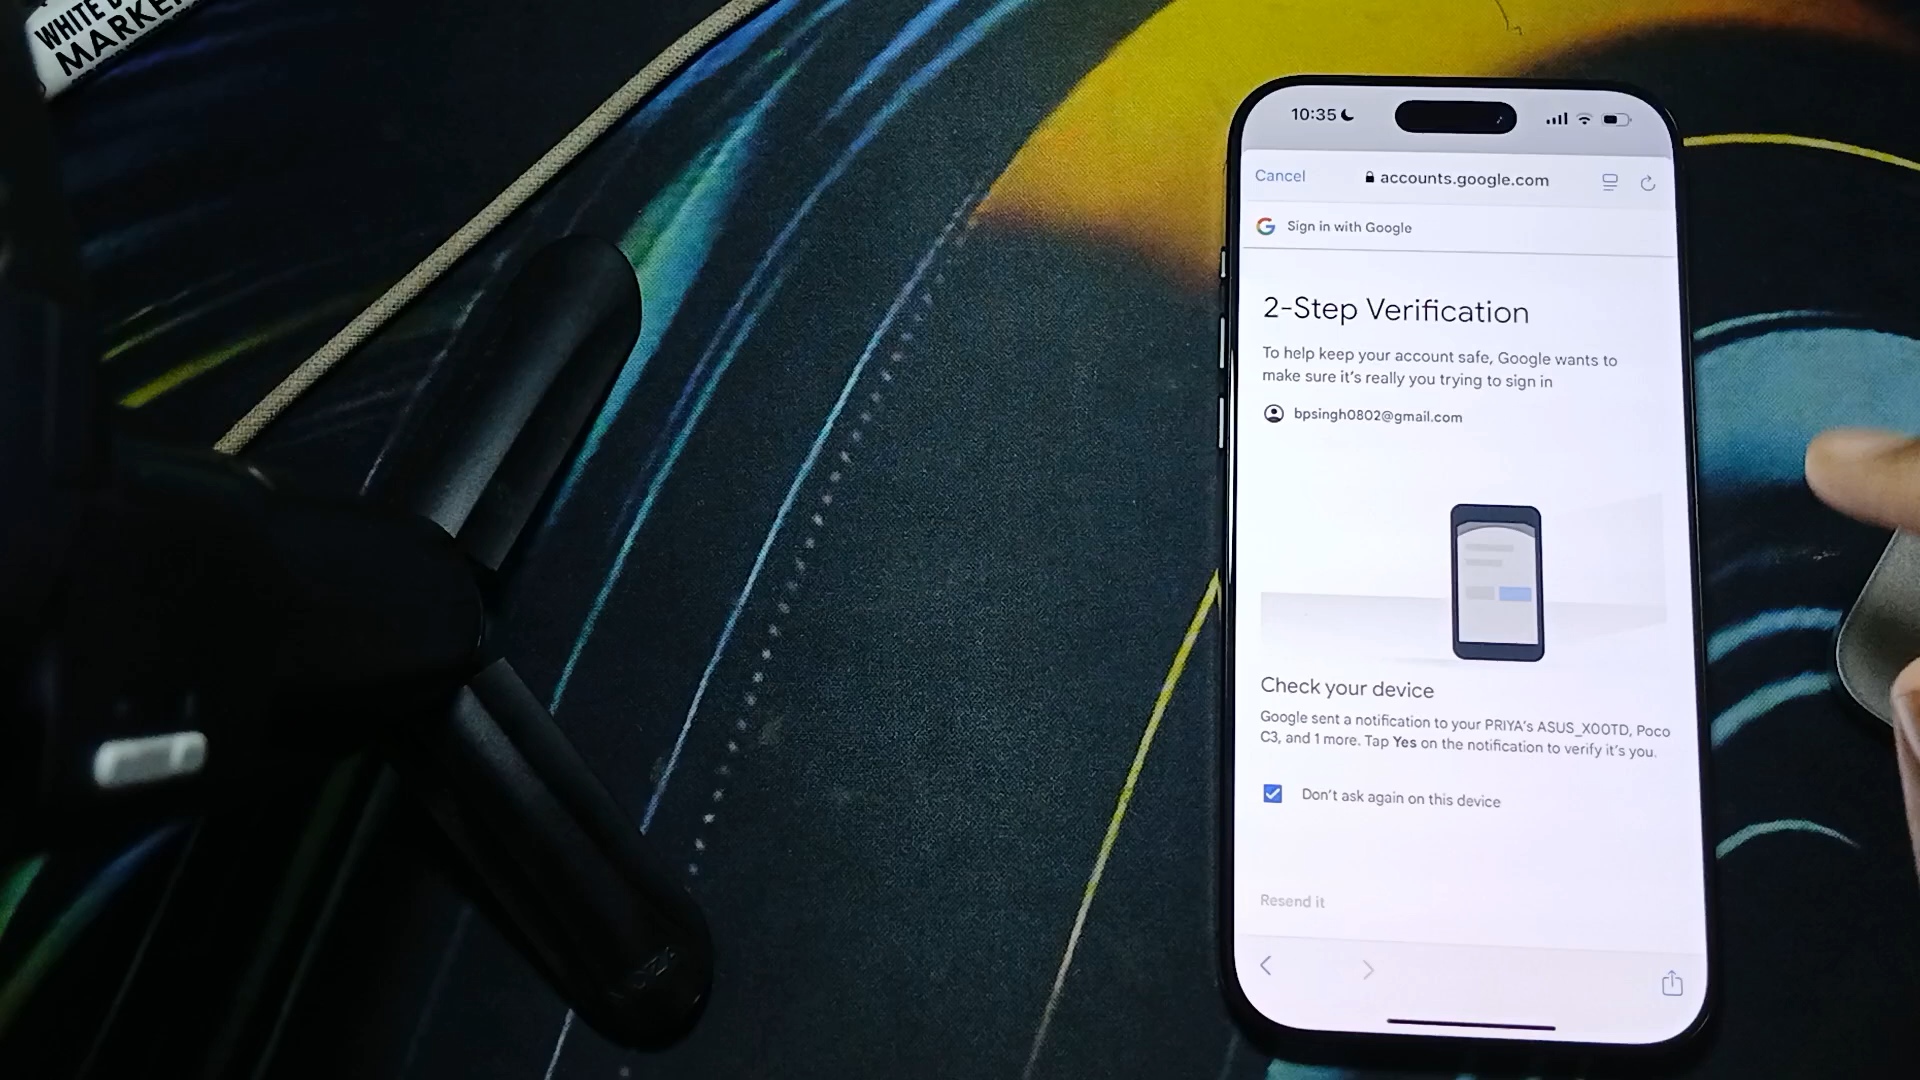 WHITE B
MARKE
10:35
Cancel
accounts.google.com
Sign in with Google
2-Step Verification
To help keep your account safe, Google wants to
make sure it's really you trying to sign in
bpsingh0802@gmail.com
Check your device
Google sent a notification to your PRIYA's ASUS_X00TD, Poco
C3, and 1 more. Tap Yes on the notification to verify it's you.
Don't ask again on this device
Resend it